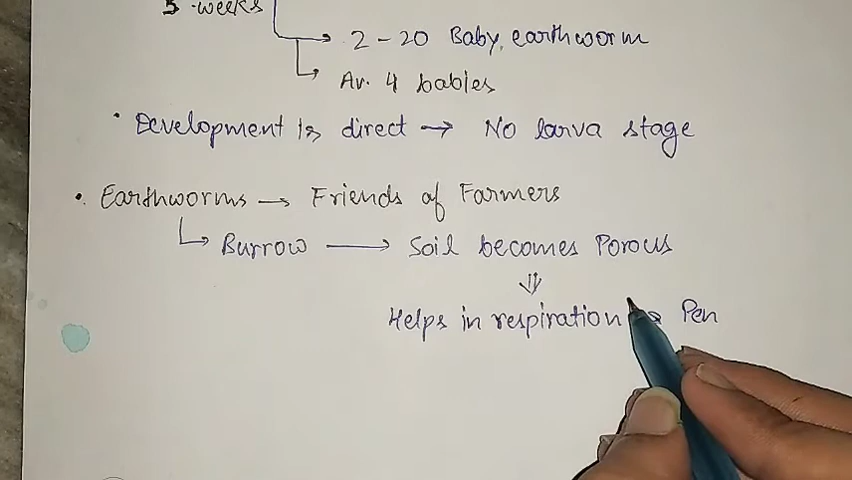 3 weeks
→ 2-20 Baby earthworm
→ Av. 4 babies
• Development is direct → No larva stage
• Earthworms → Friends of Farmers
→ Burrow → Soil becomes Porous
⇓
Helps in respiration & Pen